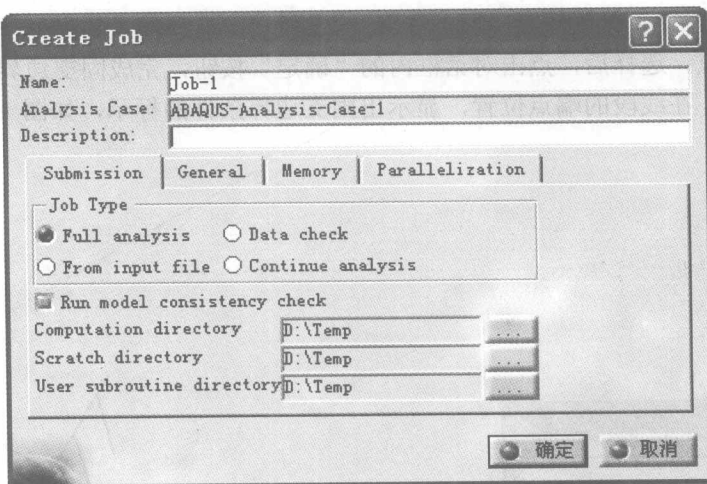 Create Job
Name: Job-1
Analysis Case: ABAQUS-Analysis-Case-1
Description:
Submission General Memory Parallelization
Job Type
Full analysis Data check
From input file Continue analysis
Run model consistency check
Computation directory D:\Temp ...
Scratch directory D:\Temp ...
User subroutine directory D:\Temp ...
确定 取消